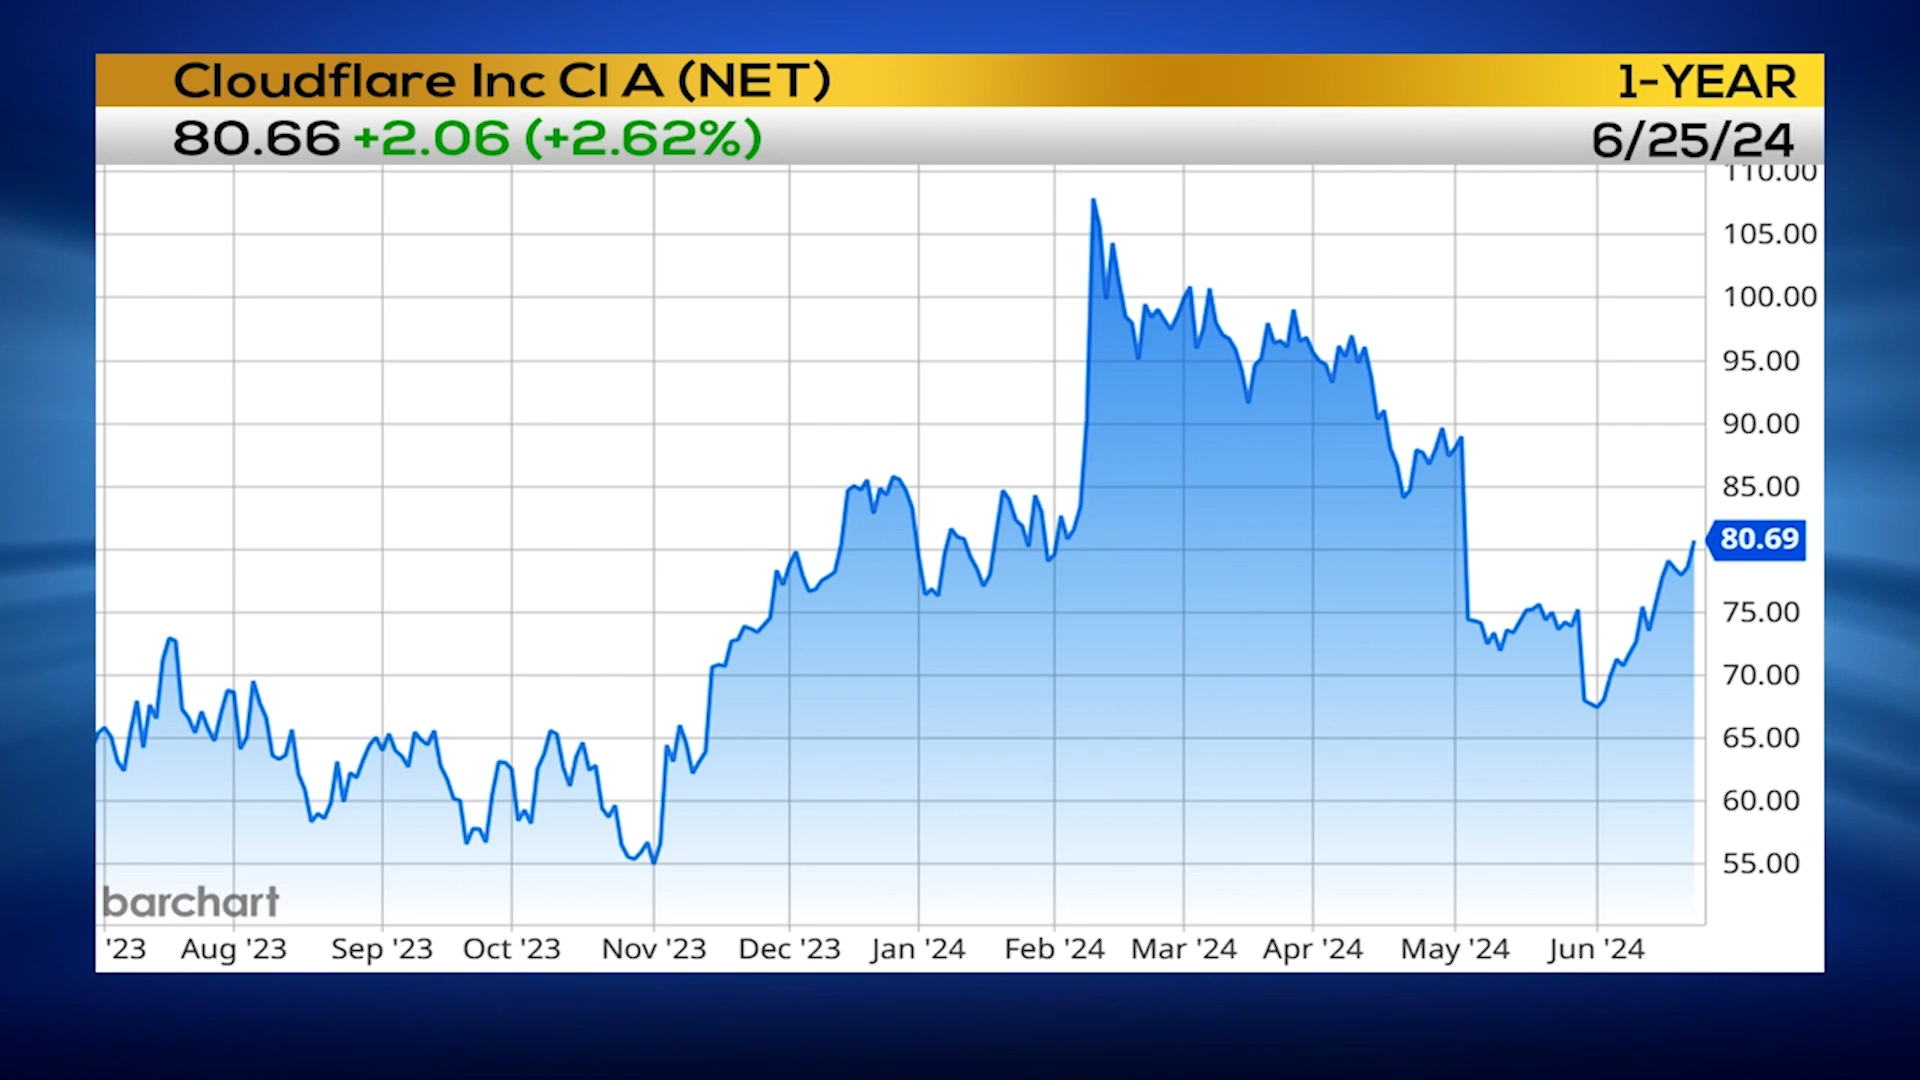 Cloudflare Inc Cl A (NET)
1-YEAR
80.66 +2.06 (+2.62%)
6/25/24
110.00
105.00
100.00
95.00
90.00
85.00
80.69
75.00
70.00
65.00
60.00
55.00
barchart
'23 Aug '23 Sep '23 Oct '23 Nov '23 Dec '23 Jan '24 Feb '24 Mar '24 Apr '24 May '24 Jun '24